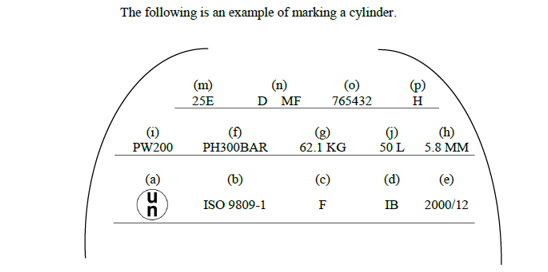 The following is an example of marking a cylinder.
(m) (n) (o) (p)
25E D MF 765432 H
(i) (f) (g) (j) (h)
PW200 PH300BAR 62.1 KG 50 L 5.8 MM
(a) (b) (c) (d) (e)
un ISO 9809-1 F IB 2000/12